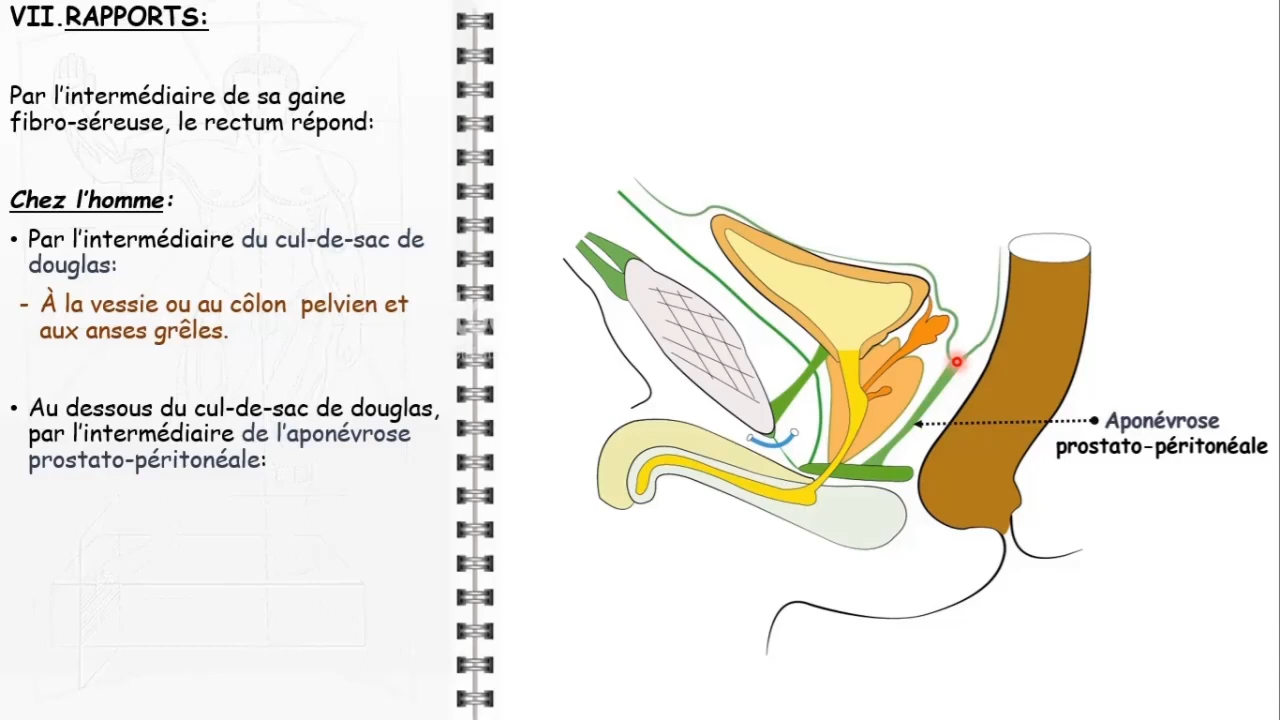 VII.RAPPORTS:
Par l'intermédiaire de sa gaine
fibro-séreuse, le rectum répond:
Chez l'homme:
• Par l'intermédiaire du cul-de-sac de
douglas:
- À la vessie ou au côlon pelvien et
aux anses grêles.
• Au dessous du cul-de-sac de douglas,
par l'intermédiaire de l'aponévrose
prostato-péritonéale:
Aponévrose
prostato-péritonéale